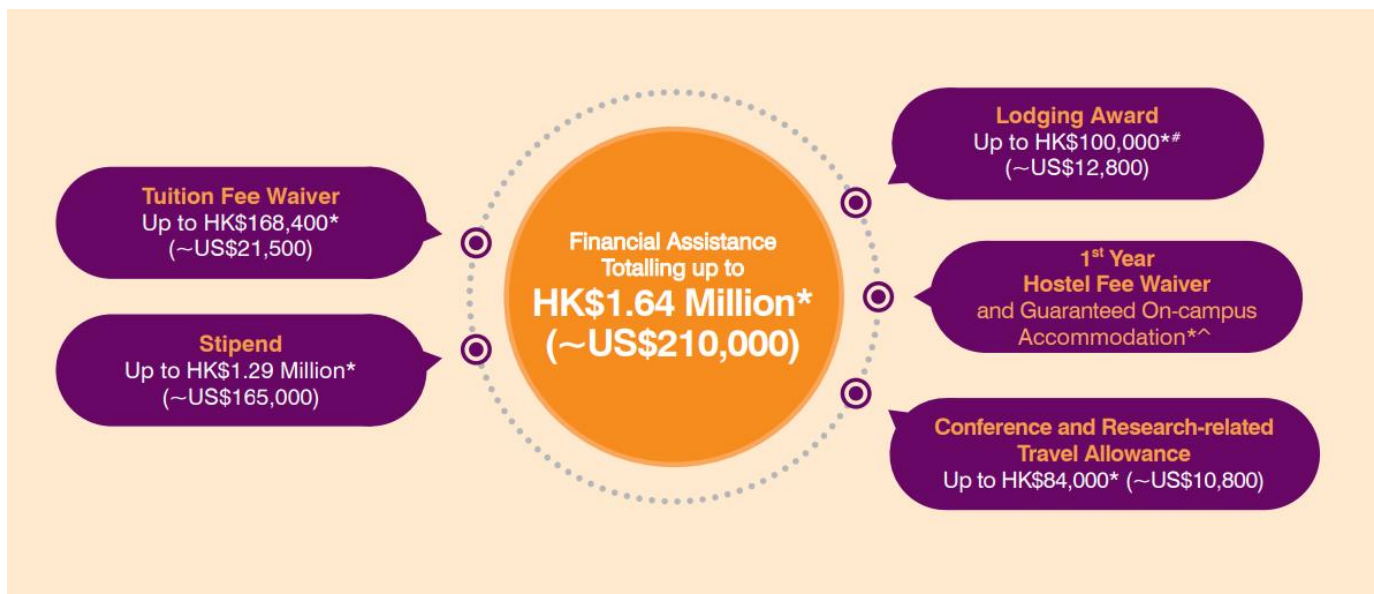 Tuition Fee Waiver
Up to HK$168,400*
(~US$21,500)
Stipend
Up to HK$1.29 Million*
(~US$165,000)
Financial Assistance
Totalling up to
HK$1.64 Million*
(~US$210,000)
Lodging Award
Up to HK$100,000*#
(~US$12,800)
1st Year
Hostel Fee Waiver
and Guaranteed On-campus
Accommodation*^
Conference and Research-related
Travel Allowance
Up to HK$84,000* (~US$10,800)